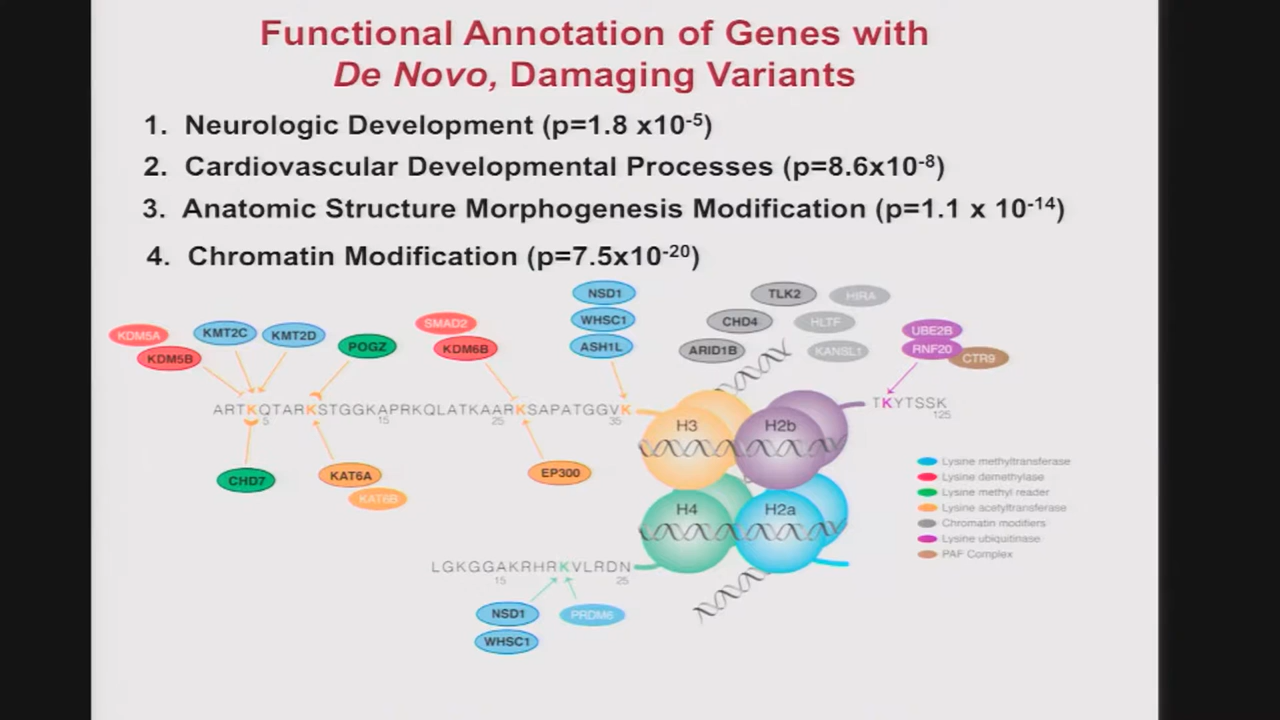 Functional Annotation of Genes with
De Novo, Damaging Variants
1. Neurologic Development (p=1.8 x10-5)
2. Cardiovascular Developmental Processes (p=8.6x10-8)
3. Anatomic Structure Morphogenesis Modification (p=1.1 x 10-14)
4. Chromatin Modification (p=7.5x10-20)
NSD1
TLK2
HIRA
KDM5A
KMT2C
KMT2D
SMAD2
WHSC1
CHD4
HLTF
UBE2B
KDM5B
POGZ
KDM6B
ASH1L
ARID1B
KANSL1
RNF20
CTR9
ARTKQTARKSTGGKAPRKQLATKAARKSAPATGGVK
5 15 25 35
TKYTSSK
125
H3
H2b
CHD7
KAT6A
KAT6B
EP300
H4
H2a
Lysine methyltransferase
Lysine demethylase
Lysine methyl reader
Lysine acetyltransferase
Chromatin modifiers
Lysine ubiquitinase
PAF Complex
LGKGGAKRHRKVLRDN
15 25
NSD1
PRDM6
WHSC1